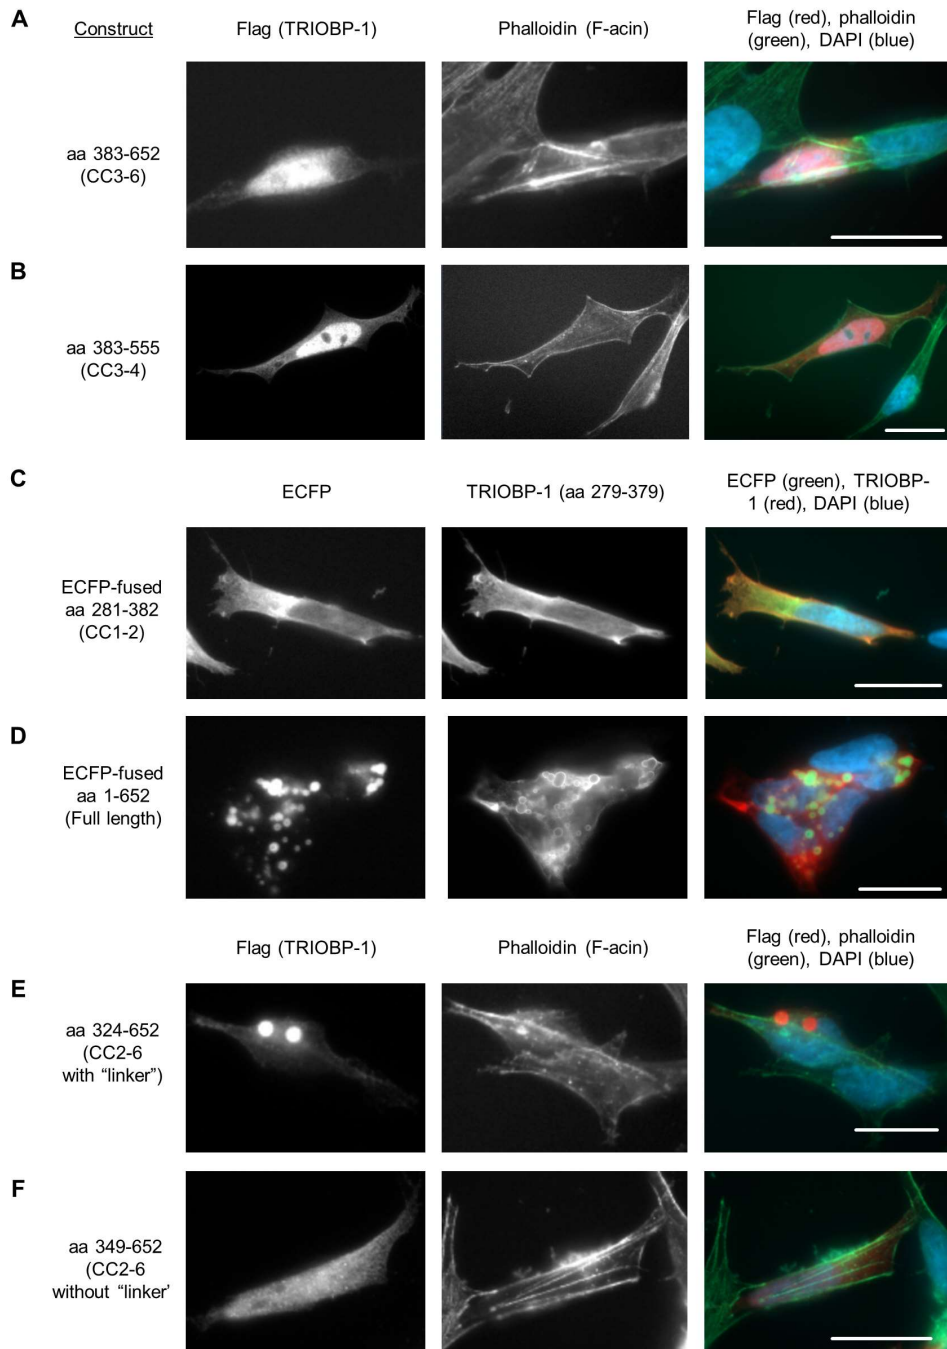 A
Construct
Flag (TRIOBP-1)
Phalloidin (F-acin)
Flag (red), phalloidin
(green), DAPI (blue)
aa 383-652
(CC3-6)
B
aa 383-555
(CC3-4)
C
ECFP
TRIOBP-1 (aa 279-379)
ECFP (green), TRIOBP-
1 (red), DAPI (blue)
ECFP-fused
aa 281-382
(CC1-2)
D
ECFP-fused
aa 1-652
(Full length)
Flag (TRIOBP-1)
Phalloidin (F-acin)
Flag (red), phalloidin
(green), DAPI (blue)
E
aa 324-652
(CC2-6
with “linker”)
F
aa 349-652
(CC2-6
without “linker’